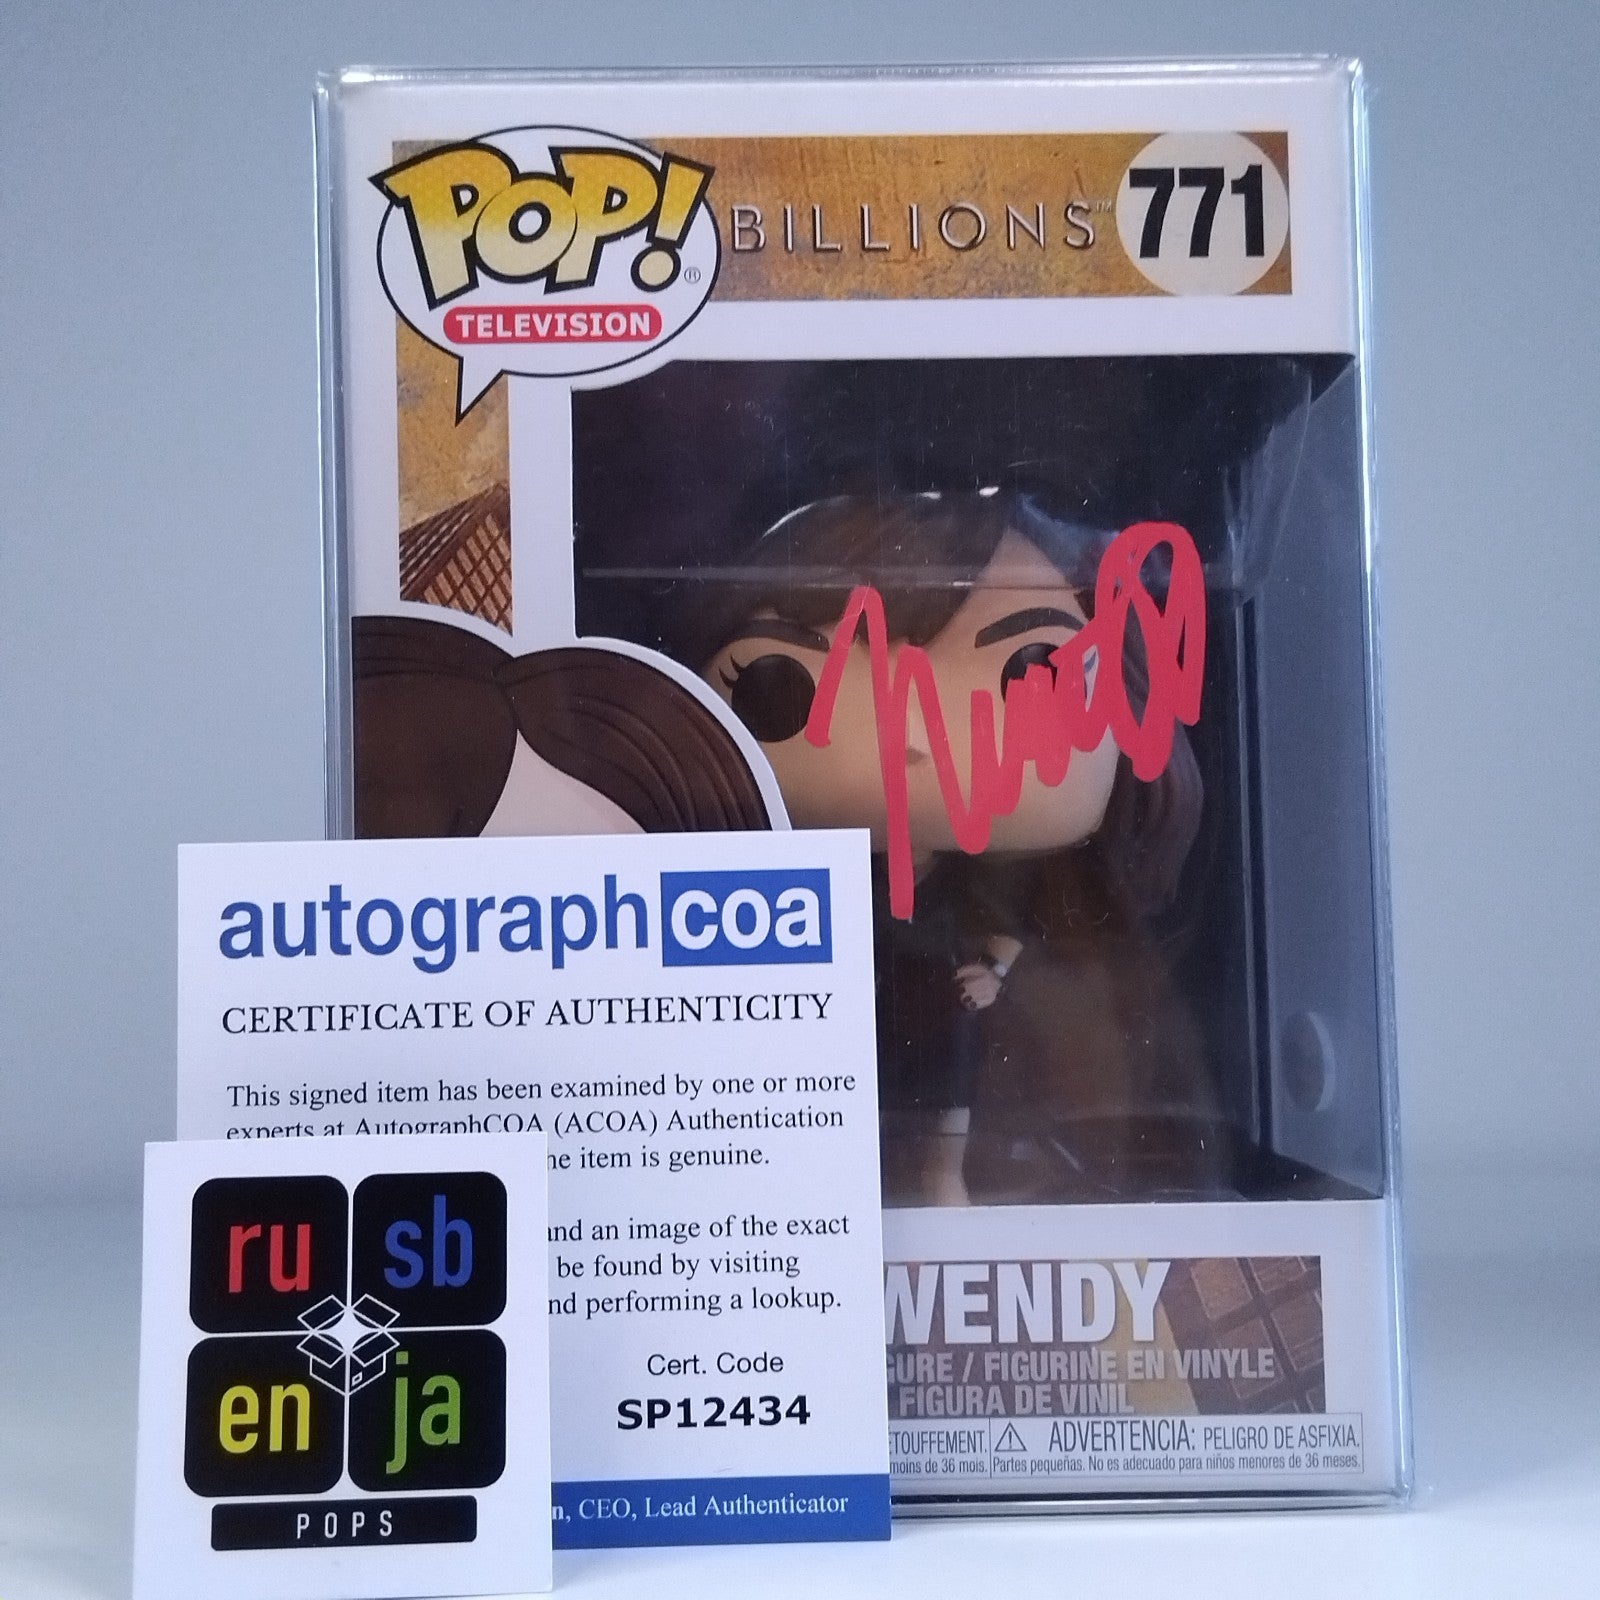 POP! ®
TELEVISION
BILLIONS™
771
autograph coa
CERTIFICATE OF AUTHENTICITY
This signed item has been examined by one or more
experts at AutographCOA (ACOA) Authentication
he item is genuine.
and an image of the exact
be found by visiting
nd performing a lookup.
Cert. Code
SP12434
n, CEO, Lead Authenticator
ru sb
en ja
POPS
WENDY
GURE / FIGURINE EN VINYLE
FIGURA DE VINIL
ÉTOUFFEMENT.
moins de 36 mois.
ADVERTENCIA: PELIGRO DE ASFIXIA.
Partes pequeñas. No es adecuado para niños menores de 36 meses.